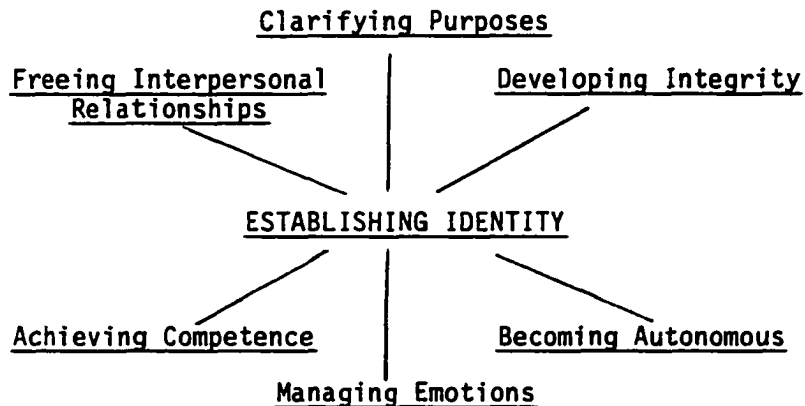 Clarifying Purposes
Freeing Interpersonal
Relationships
Developing Integrity
ESTABLISHING IDENTITY
Achieving Competence
Becoming Autonomous
Managing Emotions